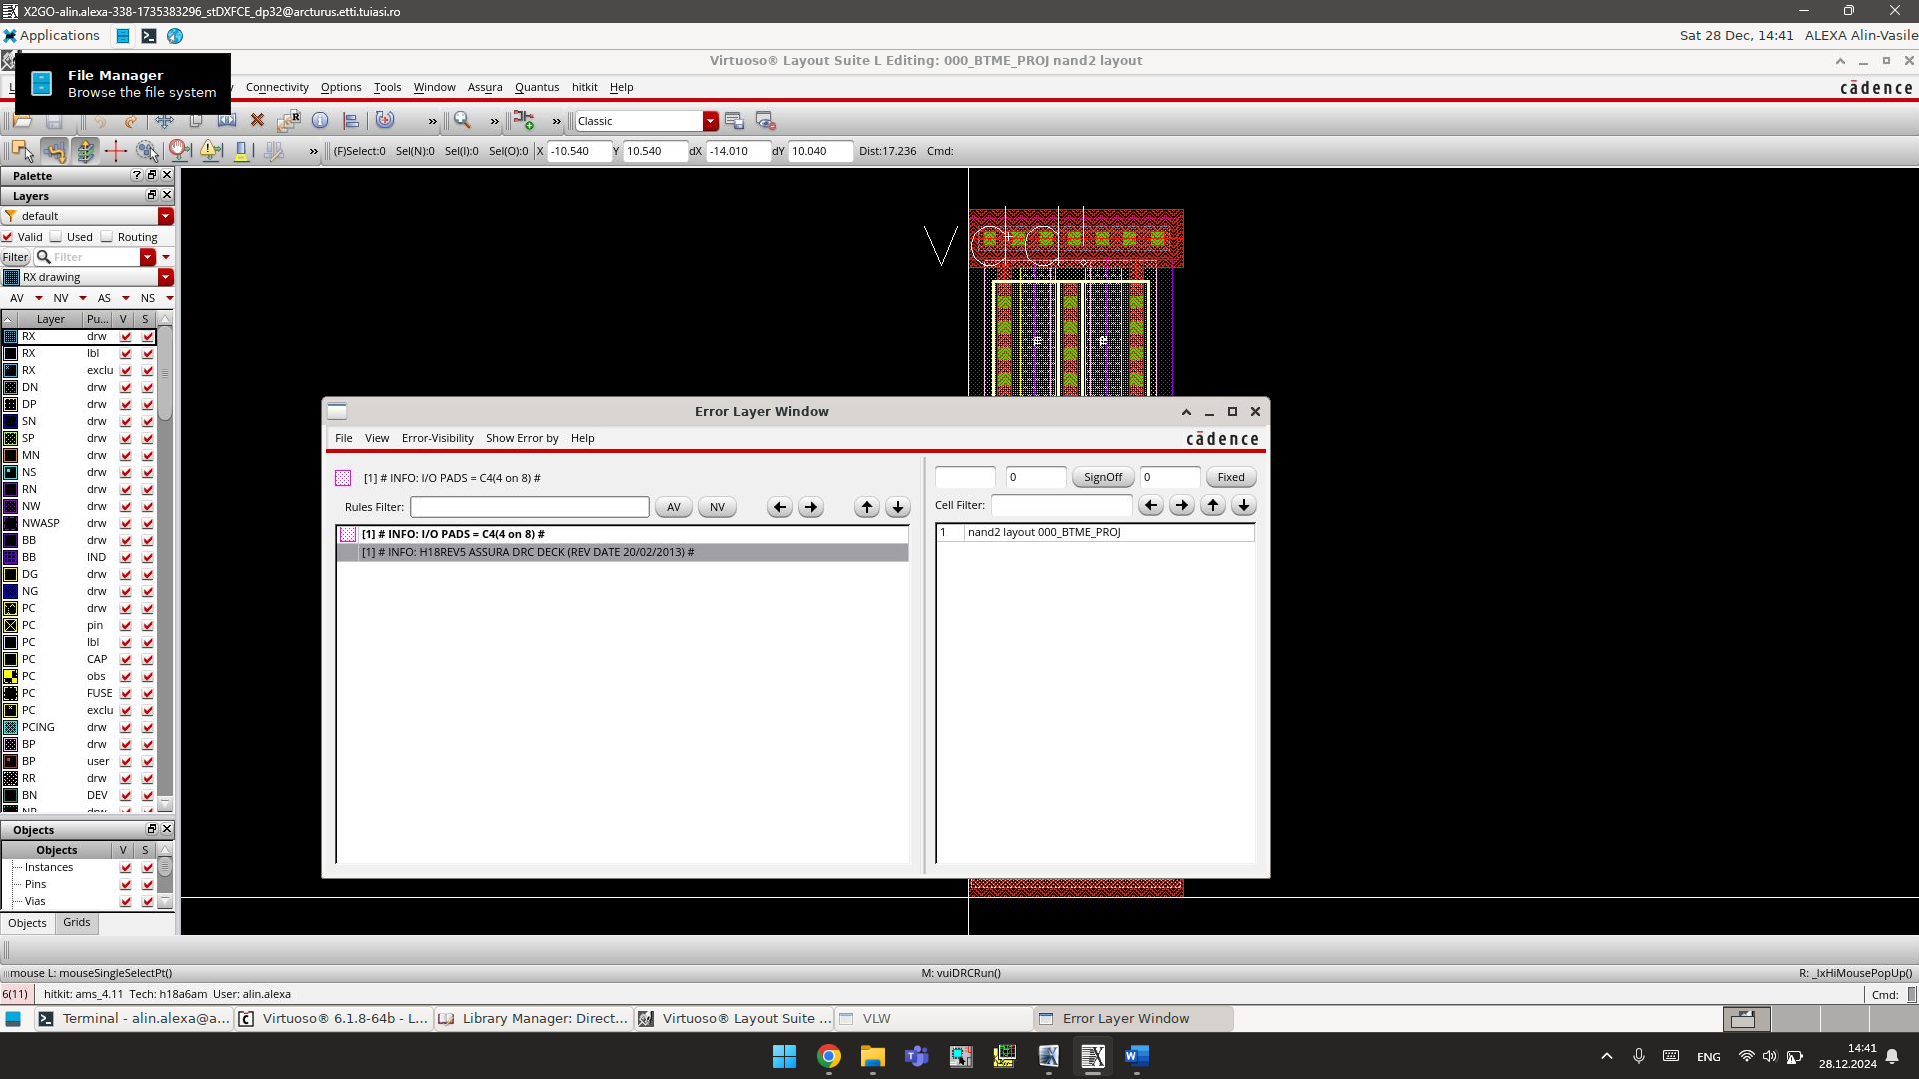 X2GO-alin.alexa-338-1735383296_stDXFCE_dp32@arcturus.etti.tuiasi.ro
Applications
Sat 28 Dec, 14:41 ALEXA Alin-Vasile
Virtuoso® Layout Suite L Editing: 000_BTME_PROJ nand2 layout
File Manager
Browse the file system
Connectivity Options Tools Window Assura Quantus hitkit Help
cādence
Classic
(F)Select:0 Sel(N):0 Sel(I):0 Sel(O):0 X -10.540 Y 10.540 dX -14.010 dY 10.040 Dist:17.236 Cmd:
Palette
Layers
default
Valid Used Routing
Filter Filter
RX drawing
AV NV AS NS
Layer Pu... V S
RX drw
RX lbl
RX exclu
DN drw
DP drw
SN drw
SP drw
MN drw
NS drw
RN drw
NW drw
NWASP drw
BB drw
BB IND
DG drw
NG drw
PC drw
PC pin
PC lbl
PC CAP
PC obs
PC FUSE
PC exclu
PCING drw
BP drw
BP user
RR drw
BN DEV
Objects
Objects V S
Instances
Pins
Vias
Objects Grids
Error Layer Window
File View Error-Visibility Show Error by Help
cādence
[1] # INFO: I/O PADS = C4(4 on 8) #
0 SignOff 0 Fixed
Rules Filter: AV NV
Cell Filter:
[1] # INFO: I/O PADS = C4(4 on 8) #
[1] # INFO: H18REV5 ASSURA DRC DECK (REV DATE 20/02/2013) #
1 nand2 layout 000_BTME_PROJ
mouse L: mouseSingleSelectPt() M: vuiDRCRun() R: _lxHiMousePopUp()
6(11) hitkit: ams_4.11 Tech: h18a6am User: alin.alexa Cmd:
Terminal - alin.alexa@a... Virtuoso® 6.1.8-64b - L... Library Manager: Direct... Virtuoso® Layout Suite ... VLW Error Layer Window
ENG
14:41
28.12.2024